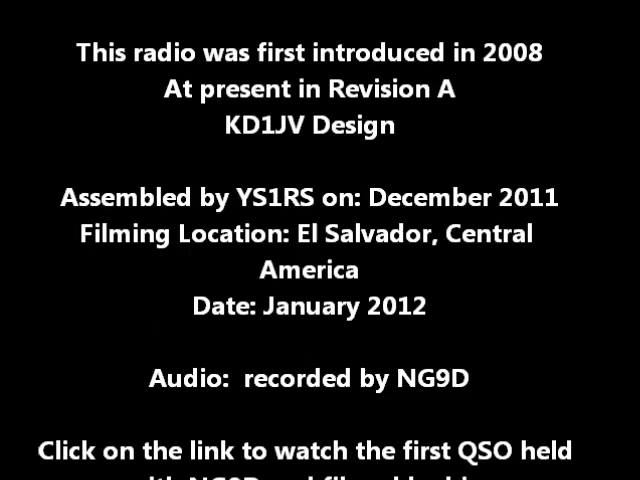 This radio was first introduced in 2008
At present in Revision A
KD1JV Design
Assembled by YS1RS on: December 2011
Filming Location: El Salvador, Central
America
Date: January 2012
Audio:  recorded by NG9D
Click on the link to watch the first QSO held